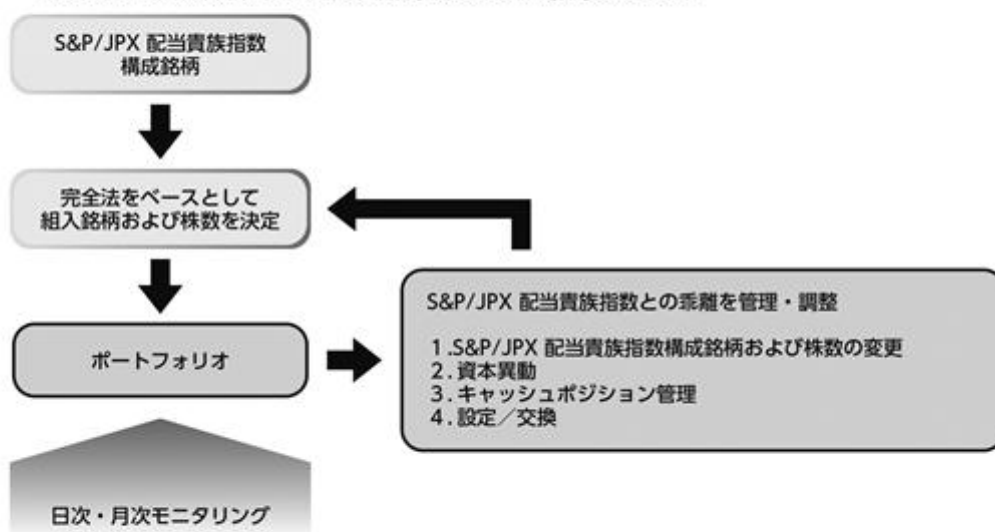 S&P/JPX 配当貴族指数
構成銘柄
完全法をベースとして
組入銘柄および株数を決定
ポートフォリオ
S&P/JPX 配当貴族指数との乖離を管理・調整
1.S&P/JPX 配当貴族指数構成銘柄および株数の変更
2.資本異動
3.キャッシュポジション管理
4.設定／交換
日次・月次モニタリング